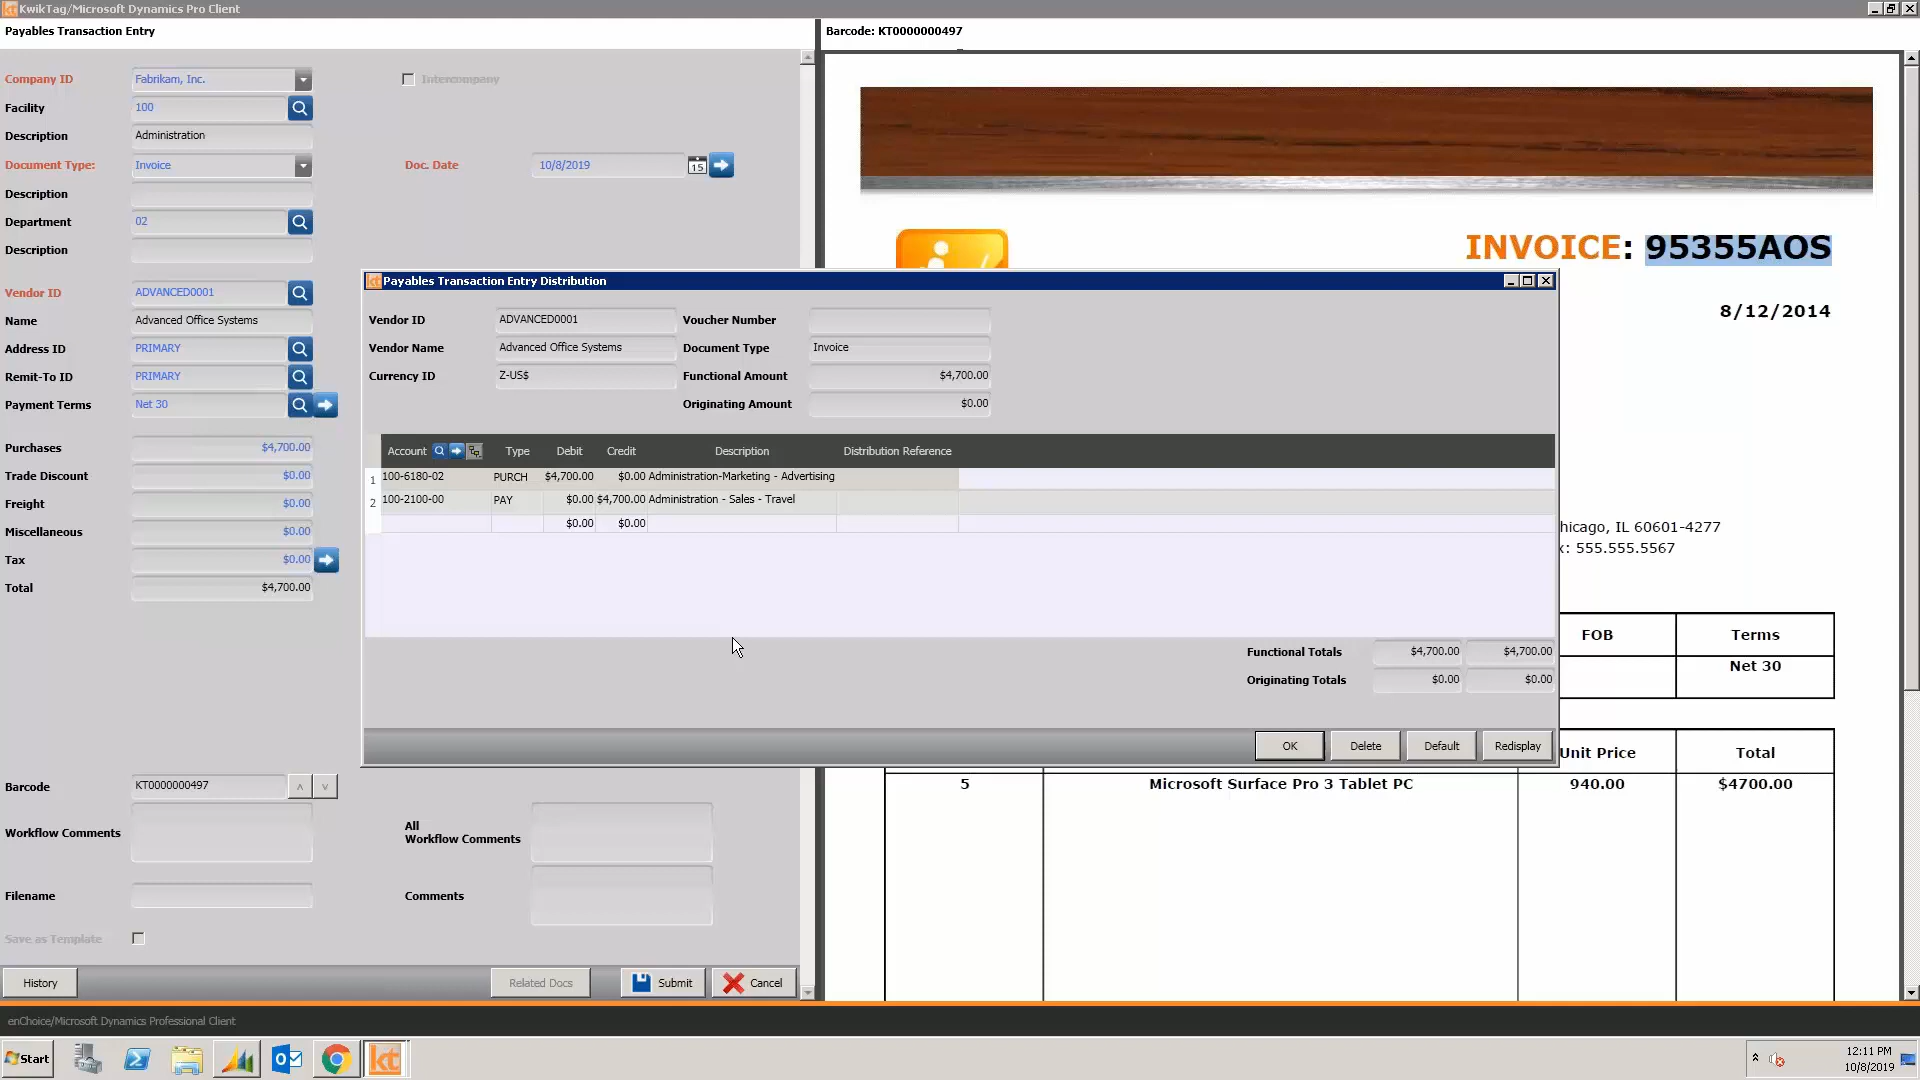 KwikTag/Microsoft Dynamics Pro Client
Payables Transaction Entry
Barcode: KT0000000497
Company ID
Fabrikam, Inc.
Intercompany
Facility
100
Description
Administration
Document Type:
Invoice
Doc. Date
10/8/2019
15
Description
Department
02
Description
Vendor ID
ADVANCED0001
Name
Advanced Office Systems
Address ID
PRIMARY
Remit-To ID
PRIMARY
Payment Terms
Net 30
Purchases
$4,700.00
Trade Discount
$0.00
Freight
$0.00
Miscellaneous
$0.00
Tax
$0.00
Total
$4,700.00
Barcode
KT0000000497
Workflow Comments
All
Workflow Comments
Filename
Comments
Save as Template
History
Related Docs
Submit
Cancel
INVOICE: 95355AOS
8/12/2014
kt Payables Transaction Entry Distribution
Vendor ID
ADVANCED0001
Voucher Number
Vendor Name
Advanced Office Systems
Document Type
Invoice
Currency ID
Z-US$
Functional Amount
$4,700.00
Originating Amount
$0.00
Account Type Debit Credit Description Distribution Reference
1 100-6180-02 PURCH $4,700.00 $0.00 Administration-Marketing - Advertising
2 100-2100-00 PAY $0.00 $4,700.00 Administration - Sales - Travel
$0.00 $0.00
Functional Totals $4,700.00 $4,700.00
Originating Totals $0.00 $0.00
OK Delete Default Redisplay
hicago, IL 60601-4277
x: 555.555.5567
FOB Terms
Net 30
Unit Price Total
5 Microsoft Surface Pro 3 Tablet PC 940.00 $4700.00
enChoice/Microsoft Dynamics Professional Client
Start
kt
12:11 PM
10/8/2019